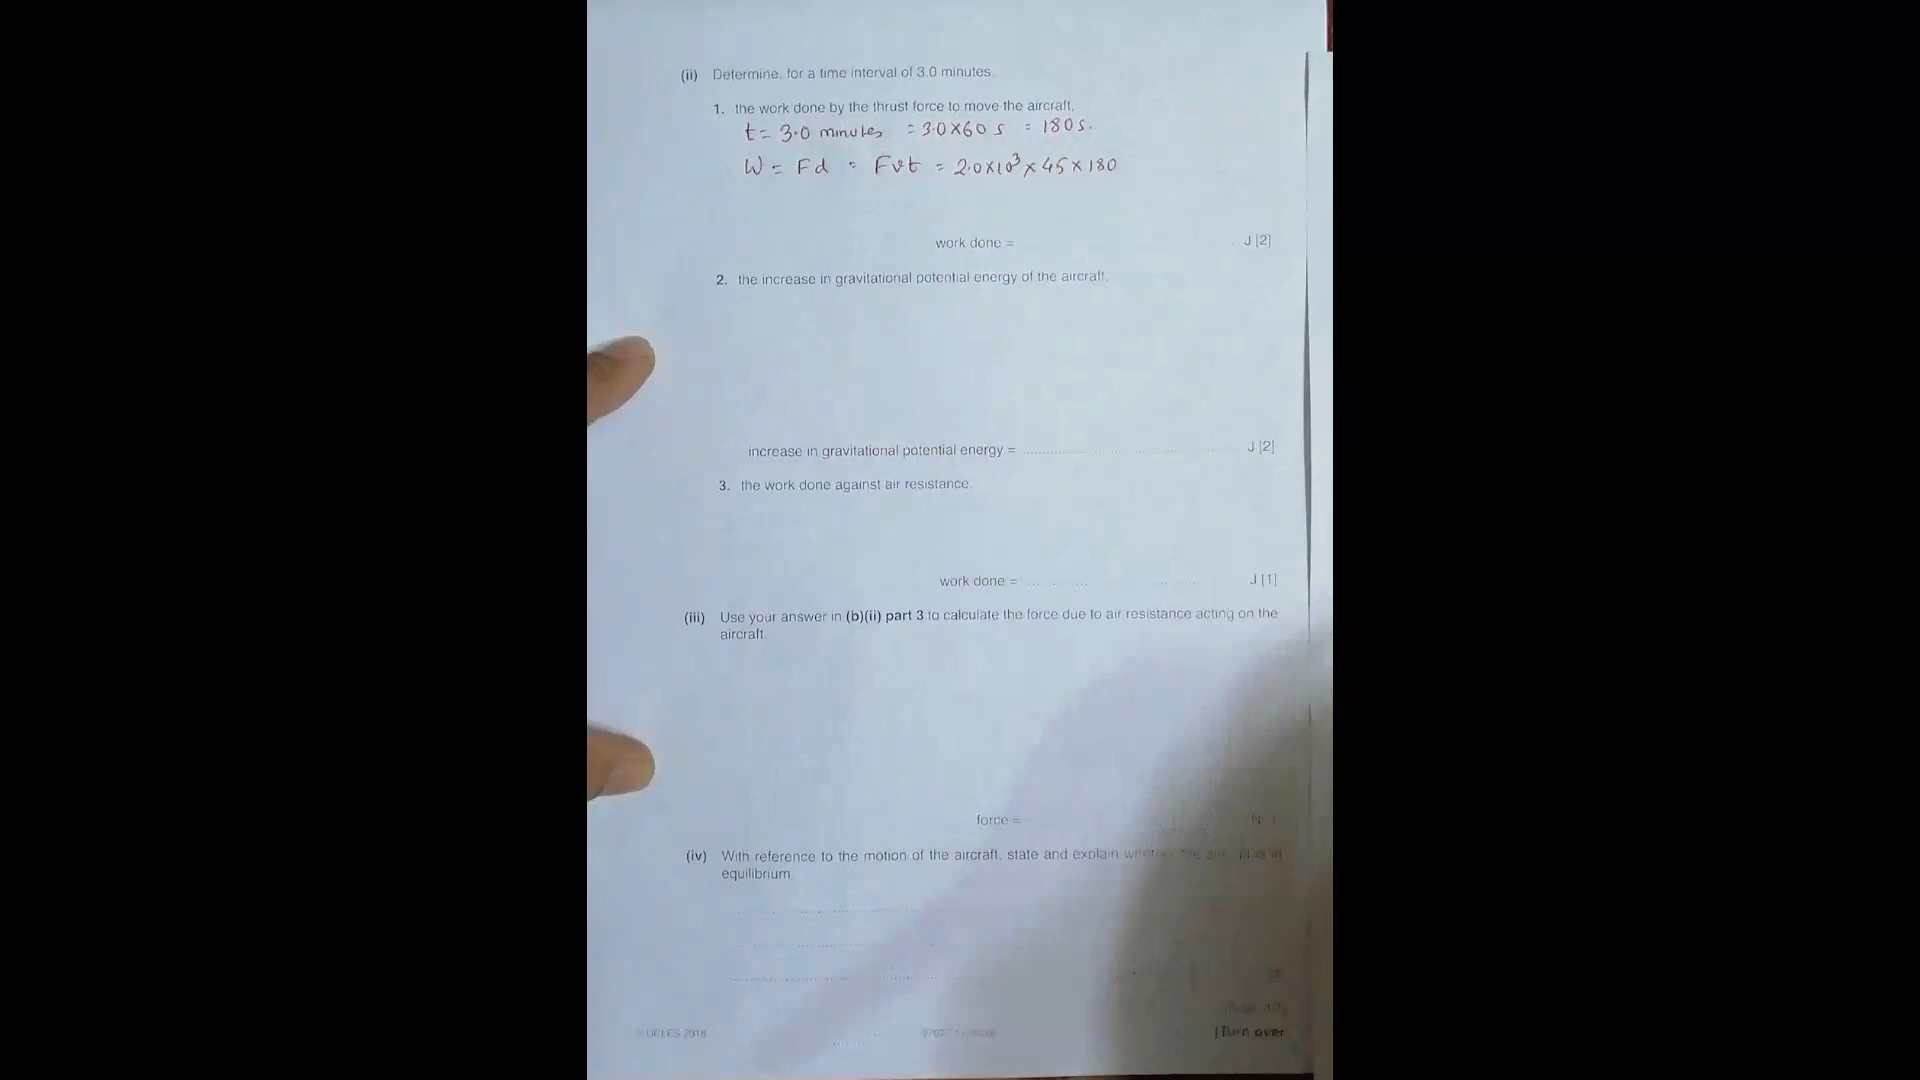 (ii) Determine, for a time interval of 3.0 minutes,
1. the work done by the thrust force to move the aircraft,
t = 3.0 minutes = 3.0×60 s = 180 s.
W = Fd = Fvt = 2.0×10³ × 45 × 180
work done = J [2]
2. the increase in gravitational potential energy of the aircraft,
increase in gravitational potential energy = J [2]
3. the work done against air resistance.
work done = J [1]
(iii) Use your answer in (b)(ii) part 3 to calculate the force due to air resistance acting on the
aircraft.
force = N
(iv) With reference to the motion of the aircraft, state and explain is in
equilibrium.
© UCLES 2018
[Turn over